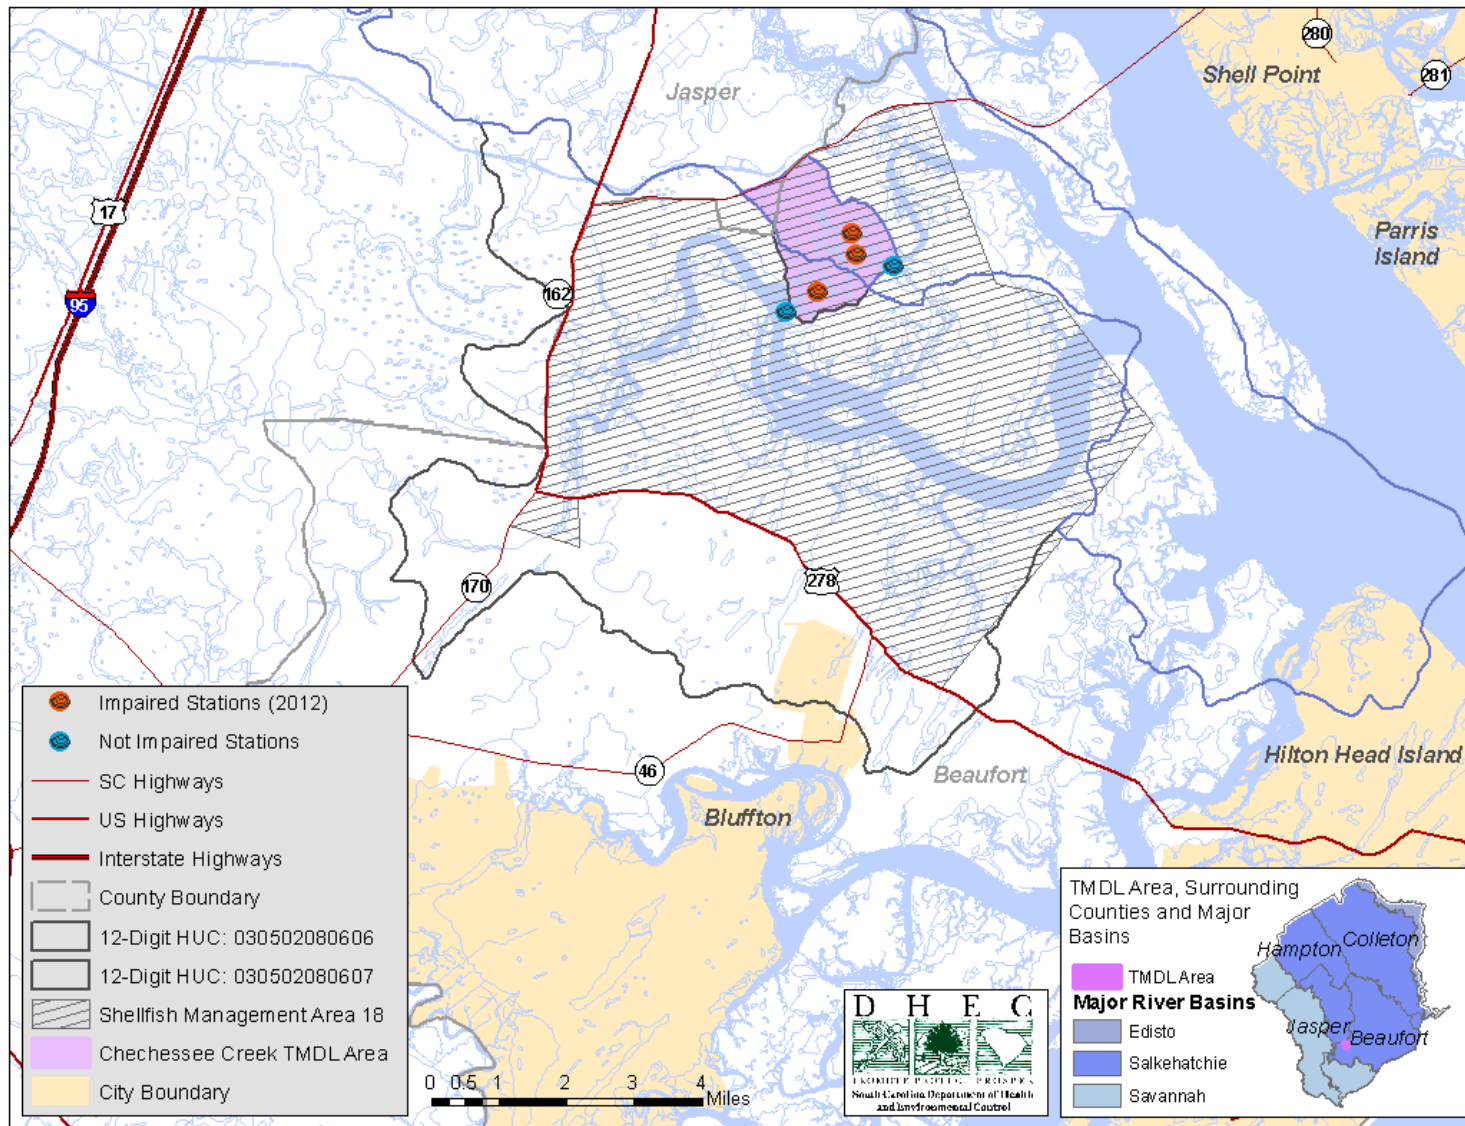 280
Shell Point
281
Jasper
17
Parris
Island
95
162
170
278
Hilton Head Island
46
Beaufort
Bluffton
Impaired Stations (2012)
Not Impaired Stations
SC Highways
US Highways
Interstate Highways
County Boundary
12-Digit HUC: 030502080606
12-Digit HUC: 030502080607
Shellfish Management Area 18
Chechessee Creek TMDL Area
City Boundary
0 0.5 1 2 3 4
Miles
D H E C
PROMOTE PROTECT PROSPER
South Carolina Department of Health
and Environmental Control
TMDL Area, Surrounding
Counties and Major
Basins
TMDL Area
Major River Basins
Edisto
Salkehatchie
Savannah
Hampton
Colleton
Jasper
Beaufort